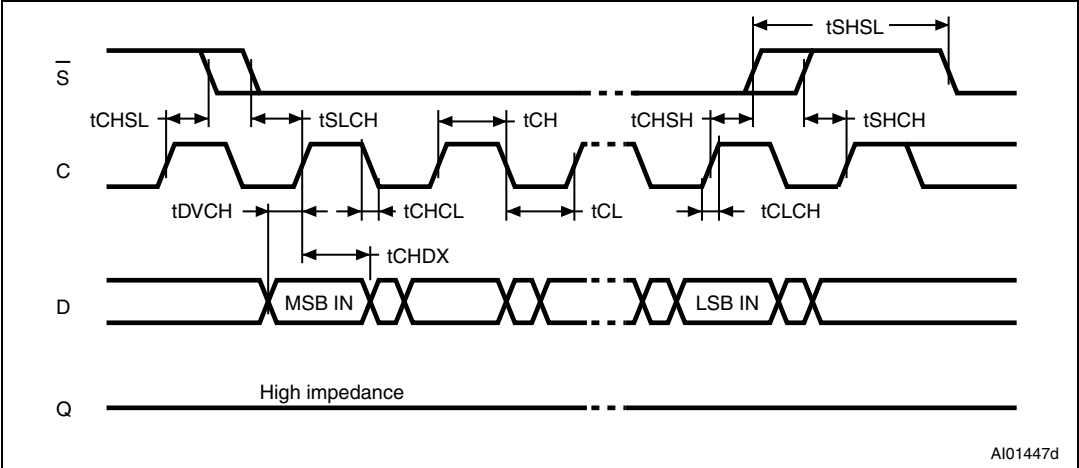 tSHSL
S
tCHSL
tSLCH
tCH
tCHSH
tSHCH
C
tDVCH
tCHCL
tCL
tCLCH
tCHDX
D
MSB IN
LSB IN
High impedance
Q
AI01447d